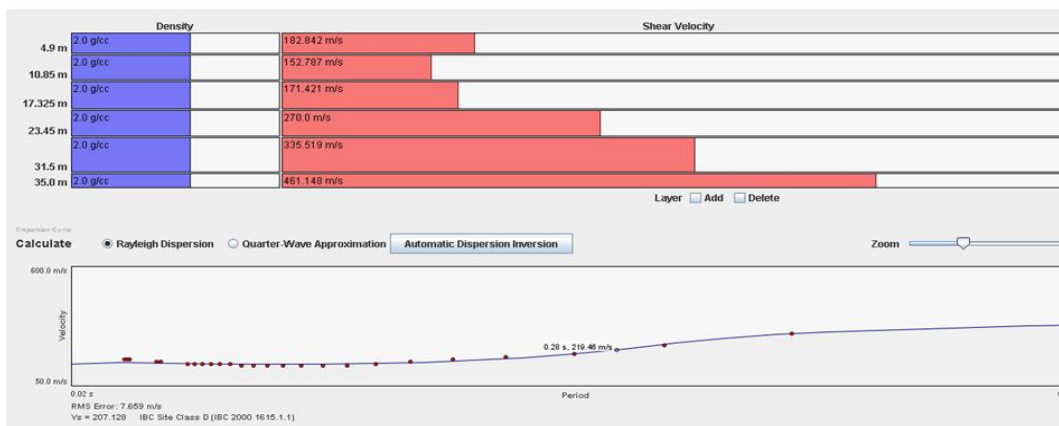 Density Shear Velocity
4.9 m 2.0 g/cc 182.842 m/s
10.85 m 2.0 g/cc 152.787 m/s
17.325 m 2.0 g/cc 171.421 m/s
23.45 m 2.0 g/cc 270.0 m/s
31.5 m 2.0 g/cc 335.519 m/s
35.0 m 2.0 g/cc 461.148 m/s
Layer Add Delete
Dispersion Curve
Calculate Rayleigh Dispersion Quarter-Wave Approximation Automatic Dispersion Inversion Zoom
600.0 m/s
Velocity
0.28 s, 219.46 m/s
50.0 m/s
0.02 s Period
RMS Error: 7.659 m/s
Vs = 207.128 IBC Site Class D (IBC 2000 1615.1.1)